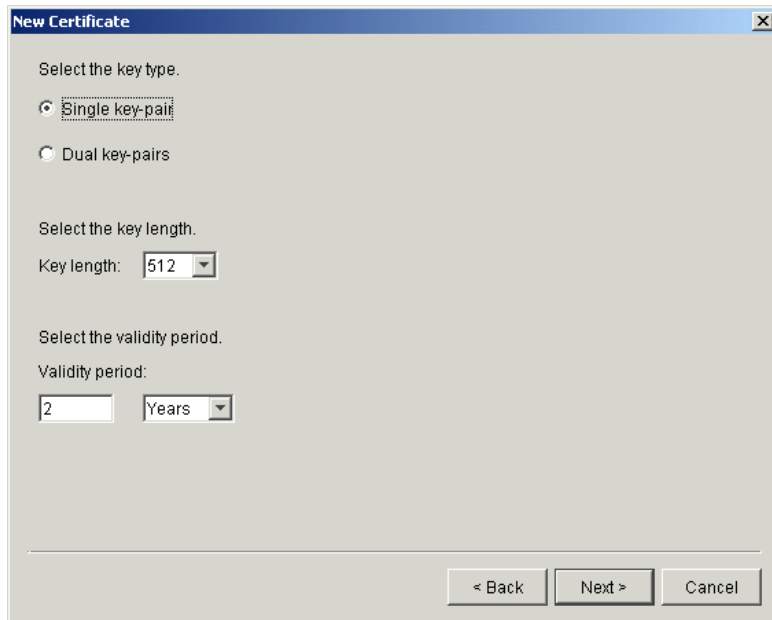 New Certificate
Select the key type.
Single key-pair
Dual key-pairs
Select the key length.
Key length: 512
Select the validity period.
Validity period:
2 Years
< Back Next > Cancel